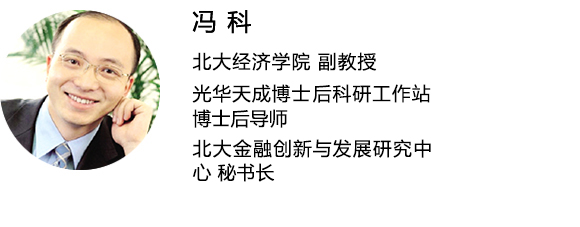 冯 科
北大经济学院 副教授
光华天成博士后科研工作站
博士后导师
北大金融创新与发展研究中
心 秘书长